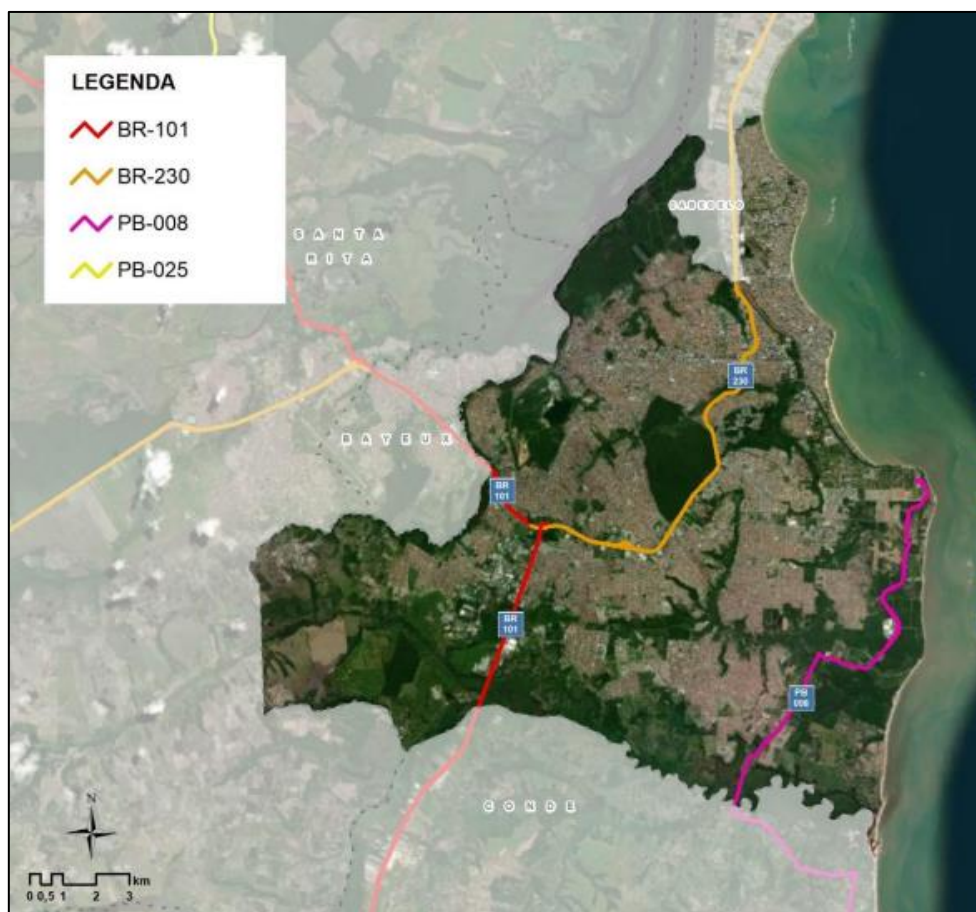 LEGENDA
BR-101
BR-230
PB-008
PB-025
CABEDELO
SANTA
RITA
BR
230
BAYEUX
BR
101
BR
101
PB
008
CONDE
N
km
0 0,5 1 2 3